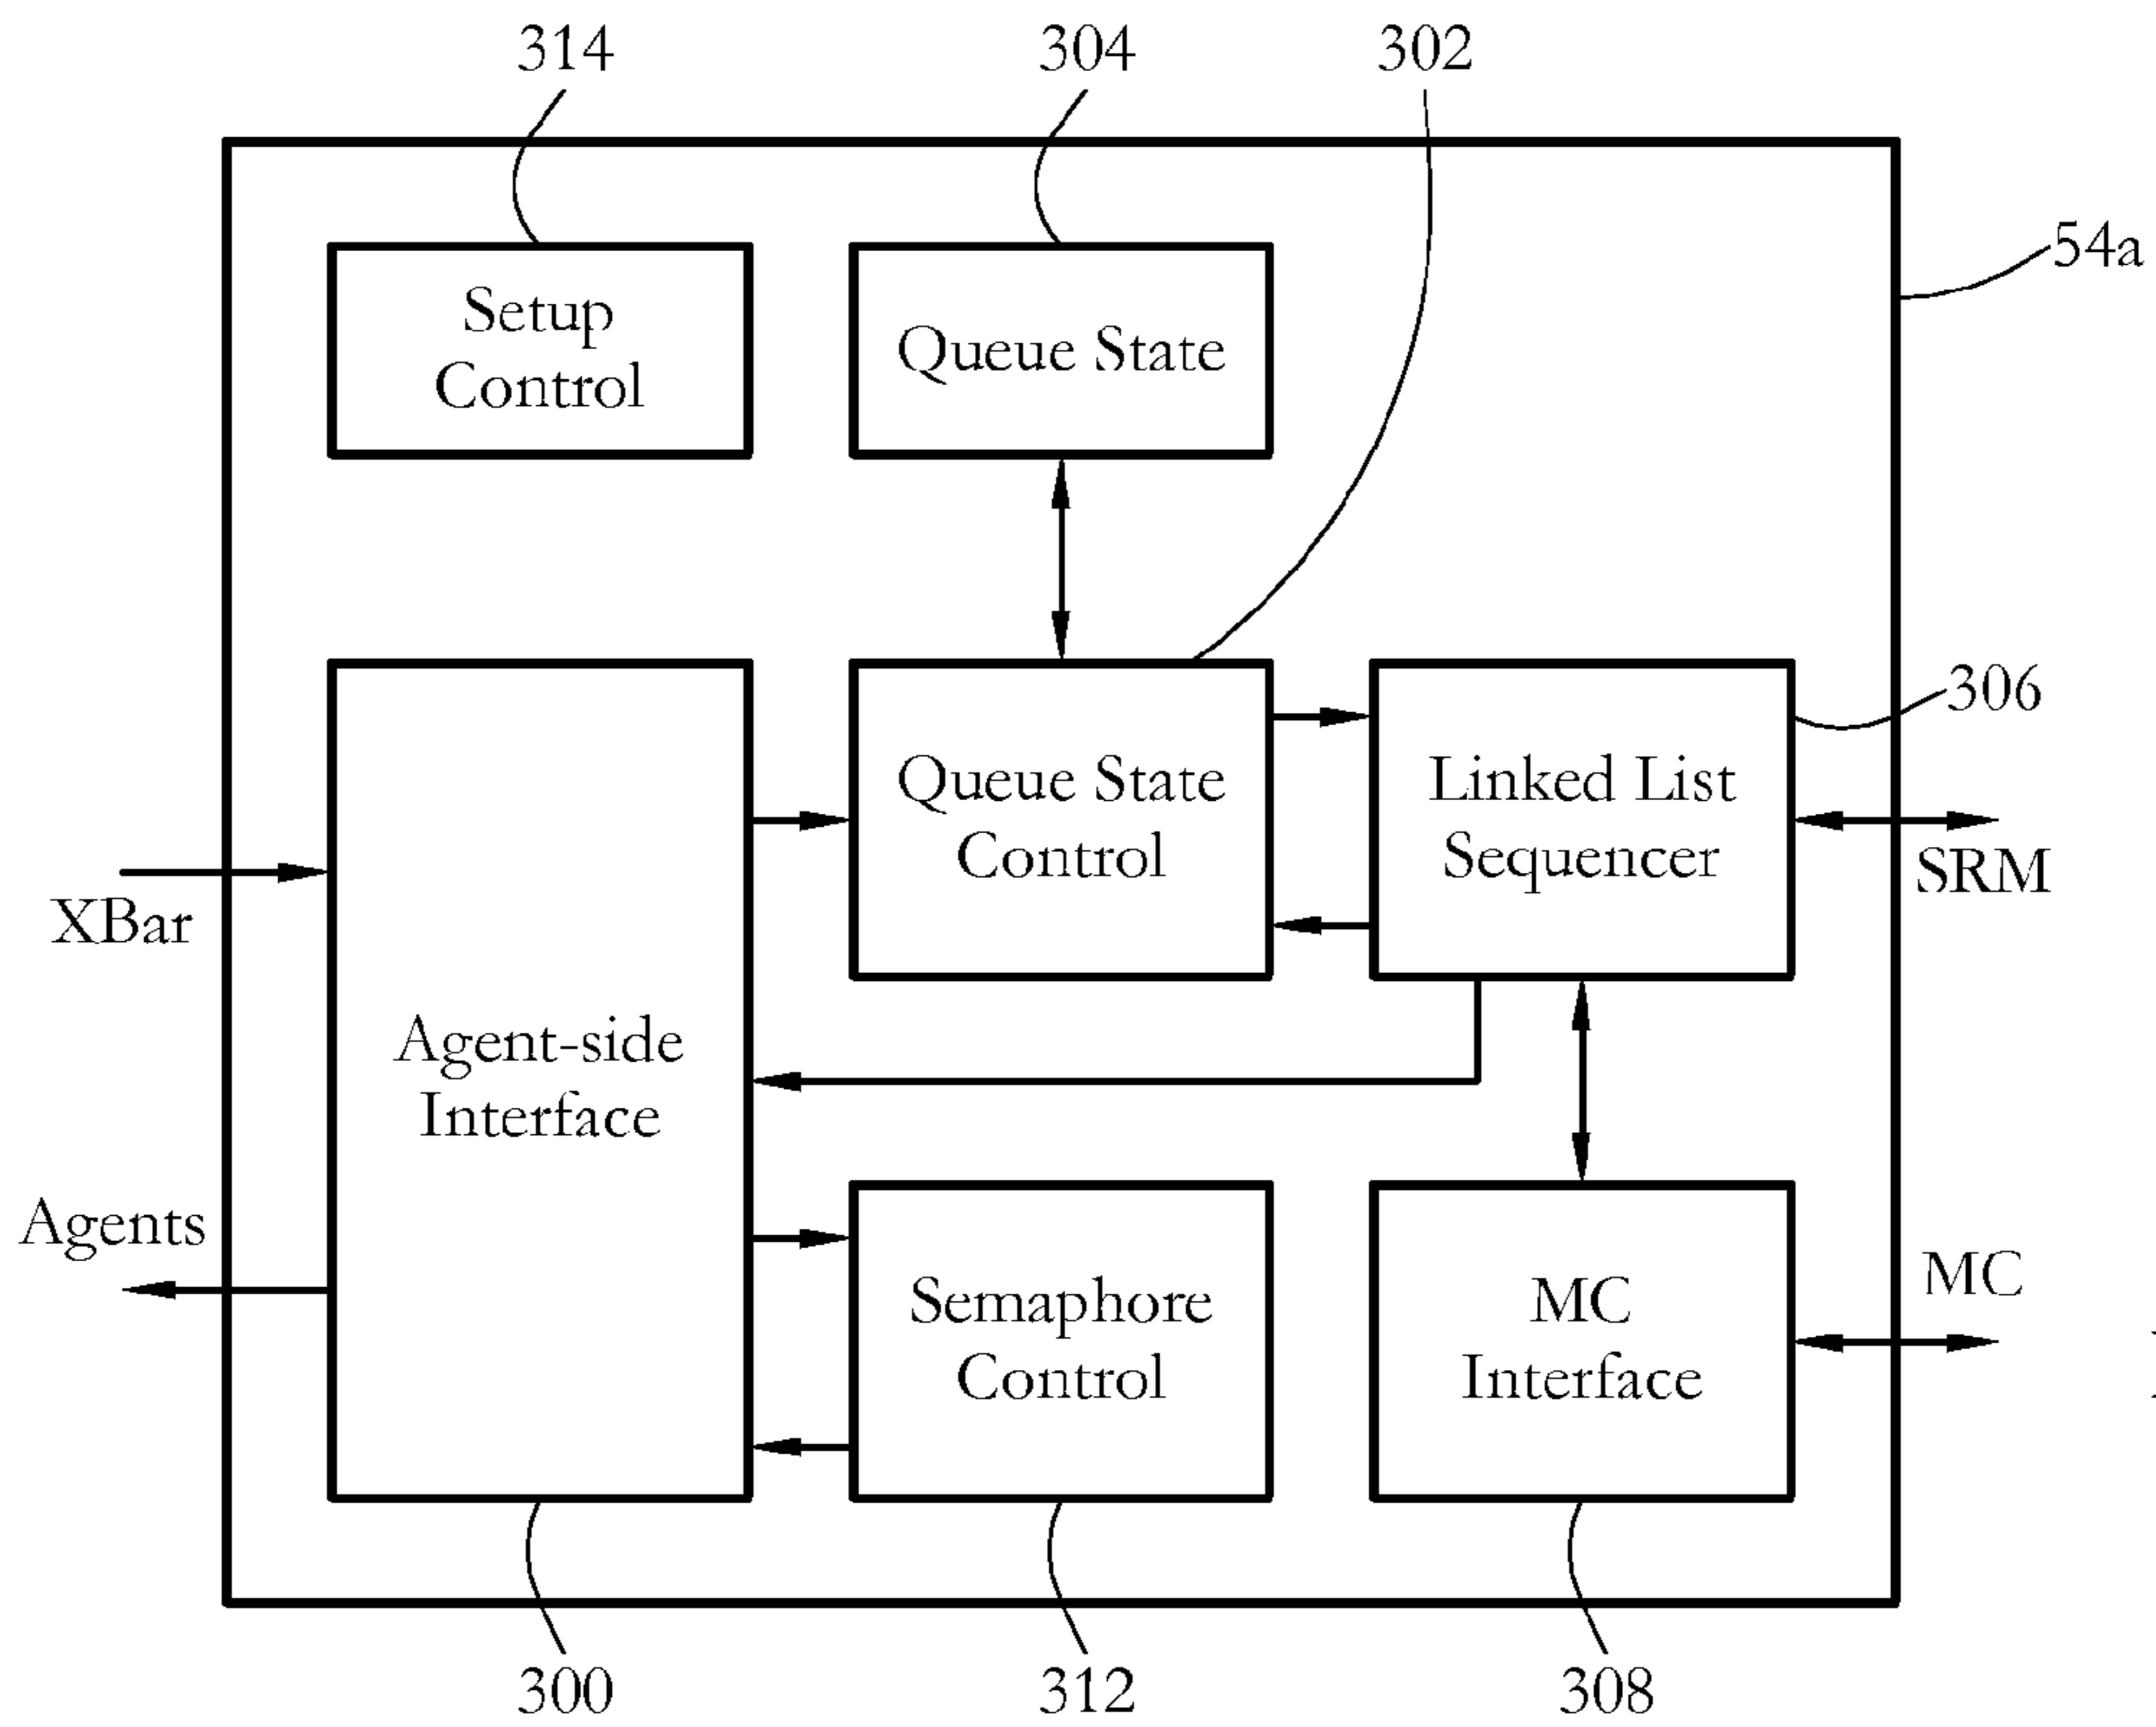 314
304
302
54a
Setup
Control
Queue State
306
Queue State
Control
Linked List
Sequencer
SRM
XBar
Agent-side
Interface
Agents
Semaphore
Control
MC
Interface
MC
300
312
308